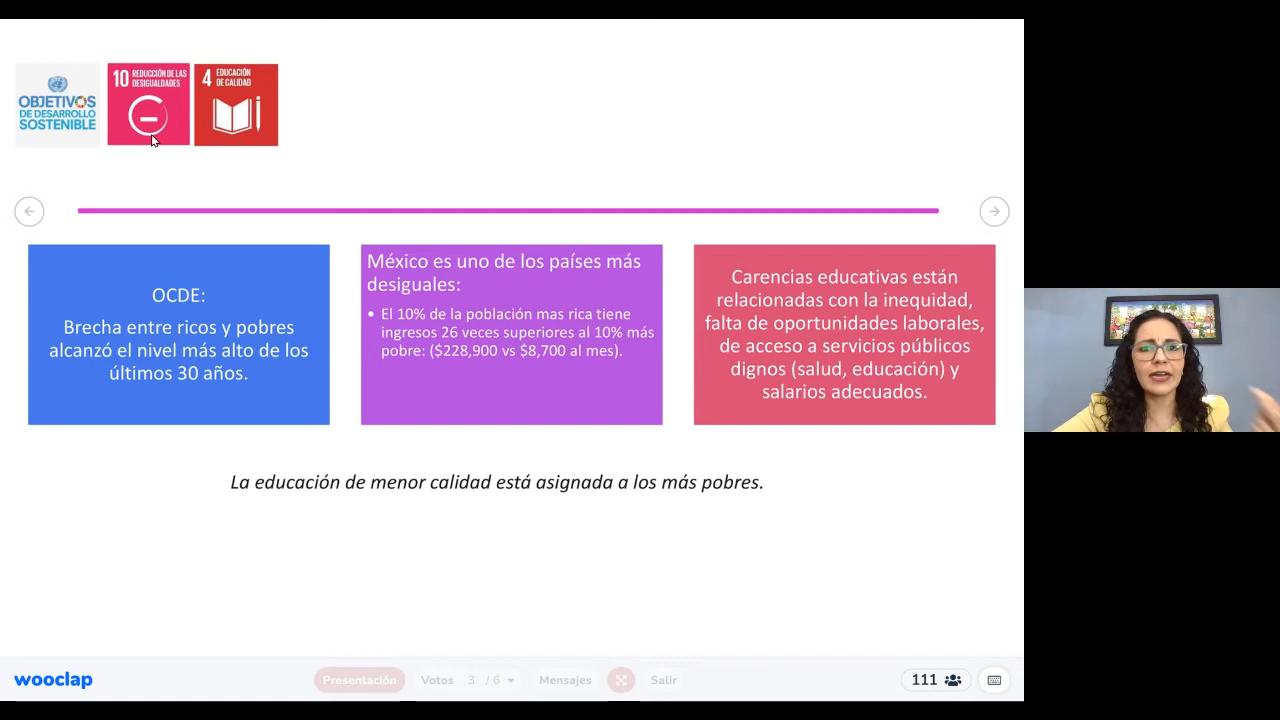 OBJETIVOS
DE DESARROLLO
SOSTENIBLE
10 REDUCCIÓN DE LAS
DESIGUALDADES
4 EDUCACIÓN
DE CALIDAD
OCDE:
Brecha entre ricos y pobres
alcanzó el nivel más alto de los
últimos 30 años.
México es uno de los países más
desiguales:
• El 10% de la población mas rica tiene
ingresos 26 veces superiores al 10% más
pobre: ($228,900 vs $8,700 al mes).
Carencias educativas están
relacionadas con la inequidad,
falta de oportunidades laborales,
de acceso a servicios públicos
dignos (salud, educación) y
salarios adecuados.
La educación de menor calidad está asignada a los más pobres.
wooclap
Presentación
Votos 3 / 6
Mensajes
Salir
111